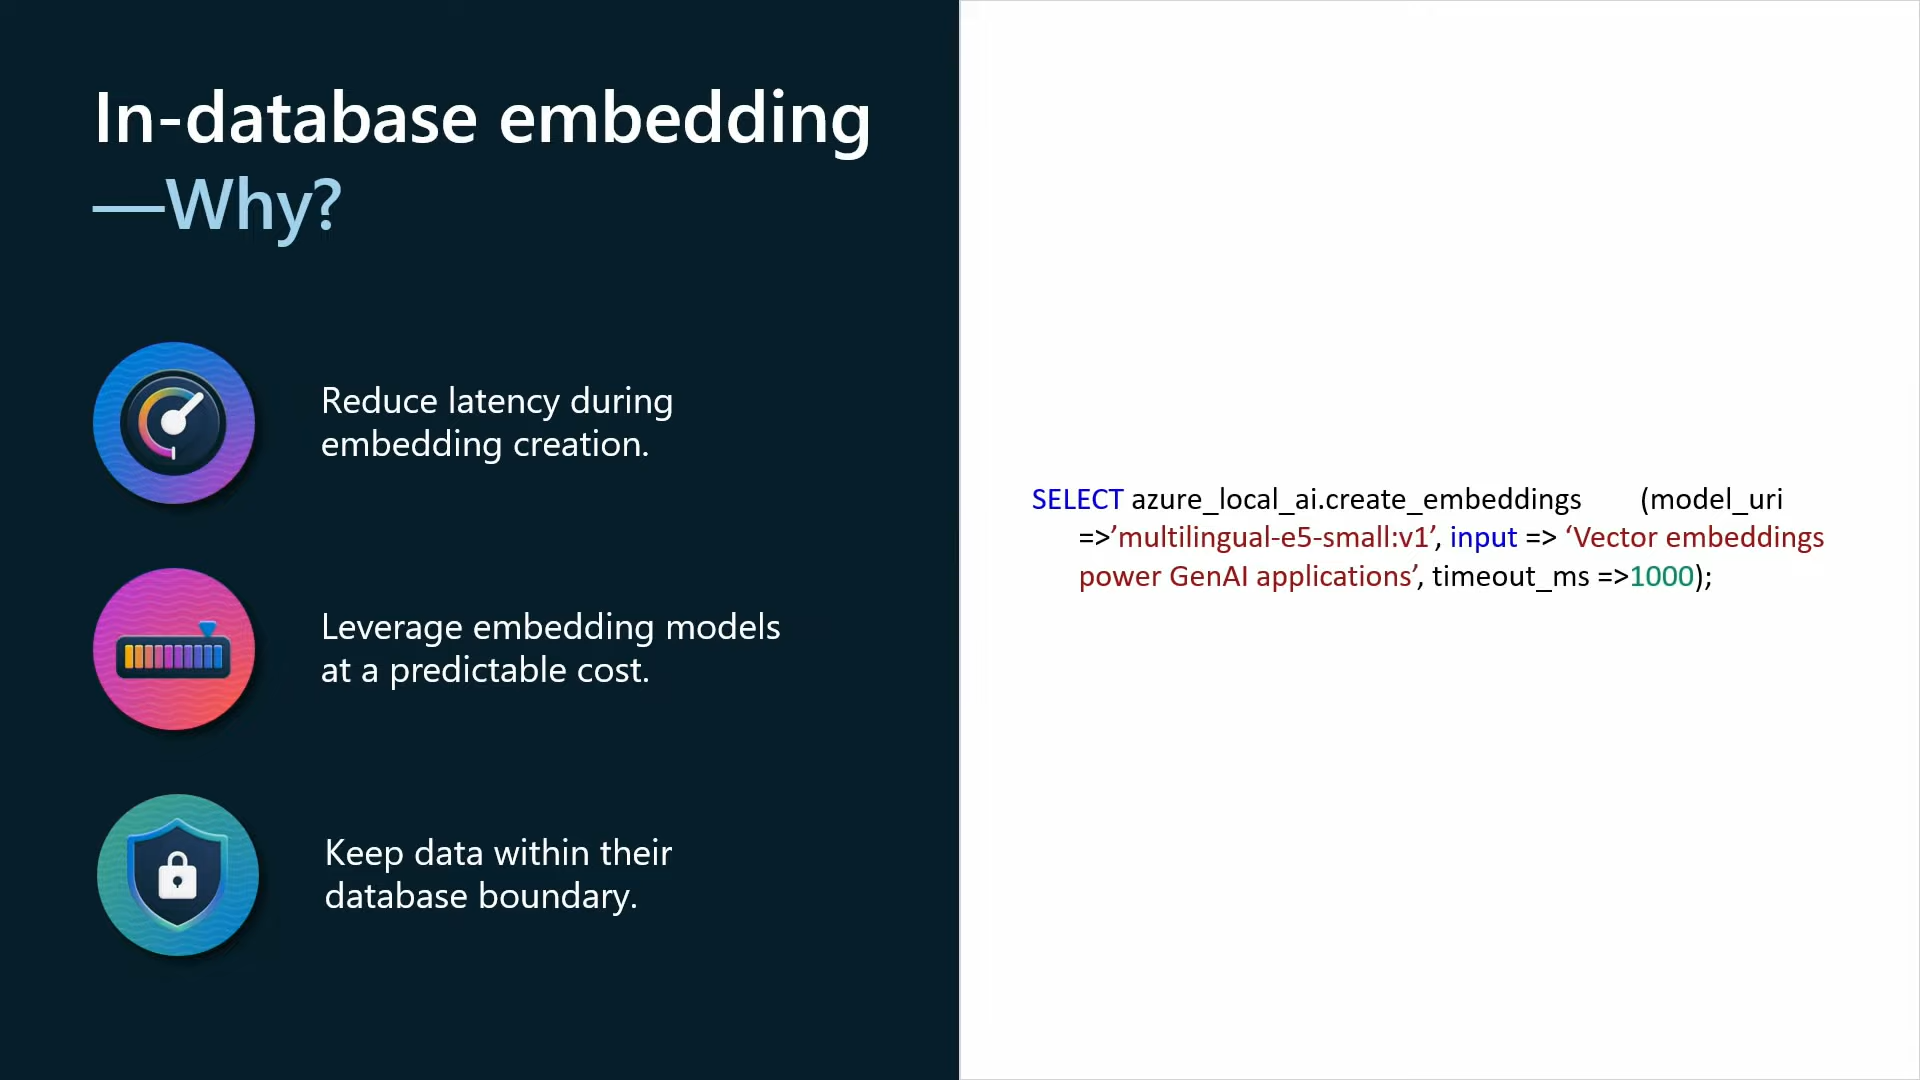 In-database embedding
—Why?
Reduce latency during
embedding creation.
Leverage embedding models
at a predictable cost.
Keep data within their
database boundary.
SELECT azure_local_ai.create_embeddings (model_uri
=>’multilingual-e5-small:v1’, input => ‘Vector embeddings
power GenAI applications’, timeout_ms =>1000);